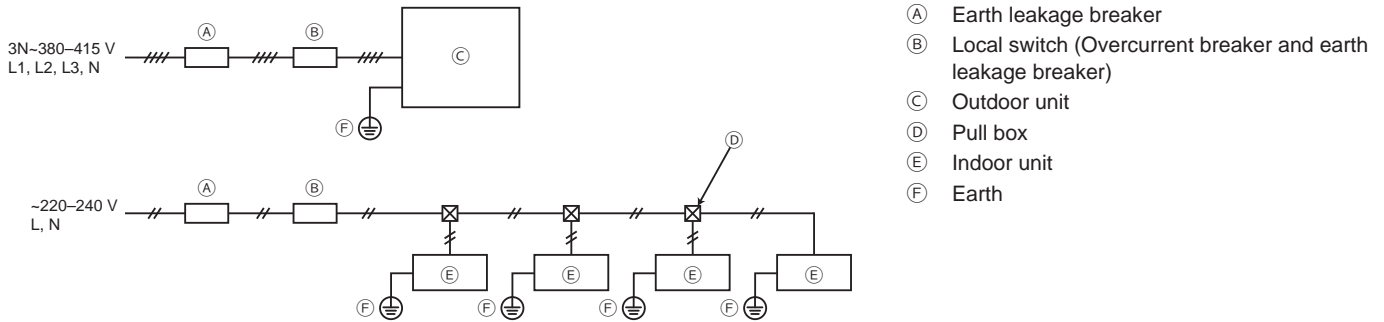 3N~380–415 V
L1, L2, L3, N
Ⓐ
Ⓑ
Ⓒ
Ⓕ
Ⓓ
~220–240 V
L, N
Ⓐ
Ⓑ
Ⓔ
Ⓔ
Ⓔ
Ⓔ
Ⓕ
Ⓕ
Ⓕ
Ⓕ
Ⓐ Earth leakage breaker
Ⓑ Local switch (Overcurrent breaker and earth
leakage breaker)
Ⓒ Outdoor unit
Ⓓ Pull box
Ⓔ Indoor unit
Ⓕ Earth